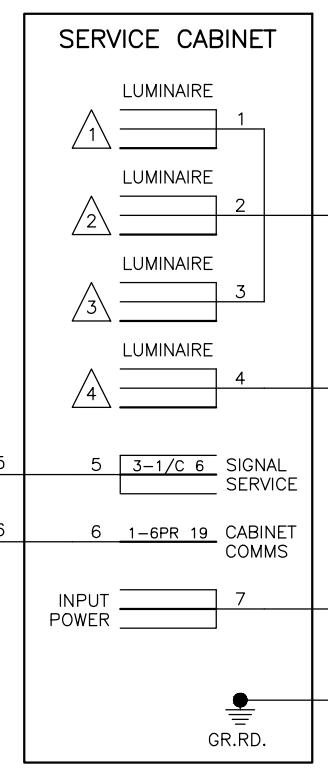 SERVICE CABINET
LUMINAIRE
1
1
LUMINAIRE
2
2
LUMINAIRE
3
3
LUMINAIRE
4
4
5
5
3-1/C 6
SIGNAL
SERVICE
6
6
1-6PR 19
CABINET
COMMS
INPUT
POWER
7
GR.RD.